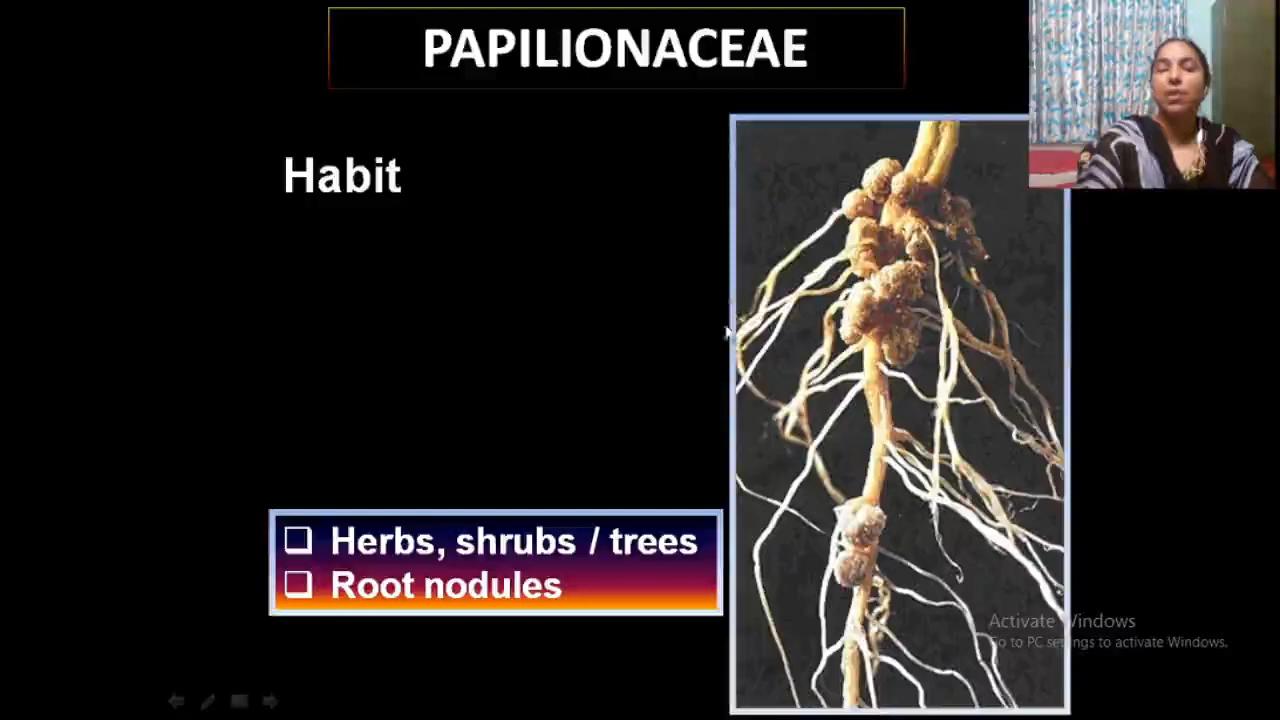 PAPILIONACEAE
Habit
Herbs, shrubs / trees
Root nodules
Activate Windows
Go to PC settings to activate Windows.